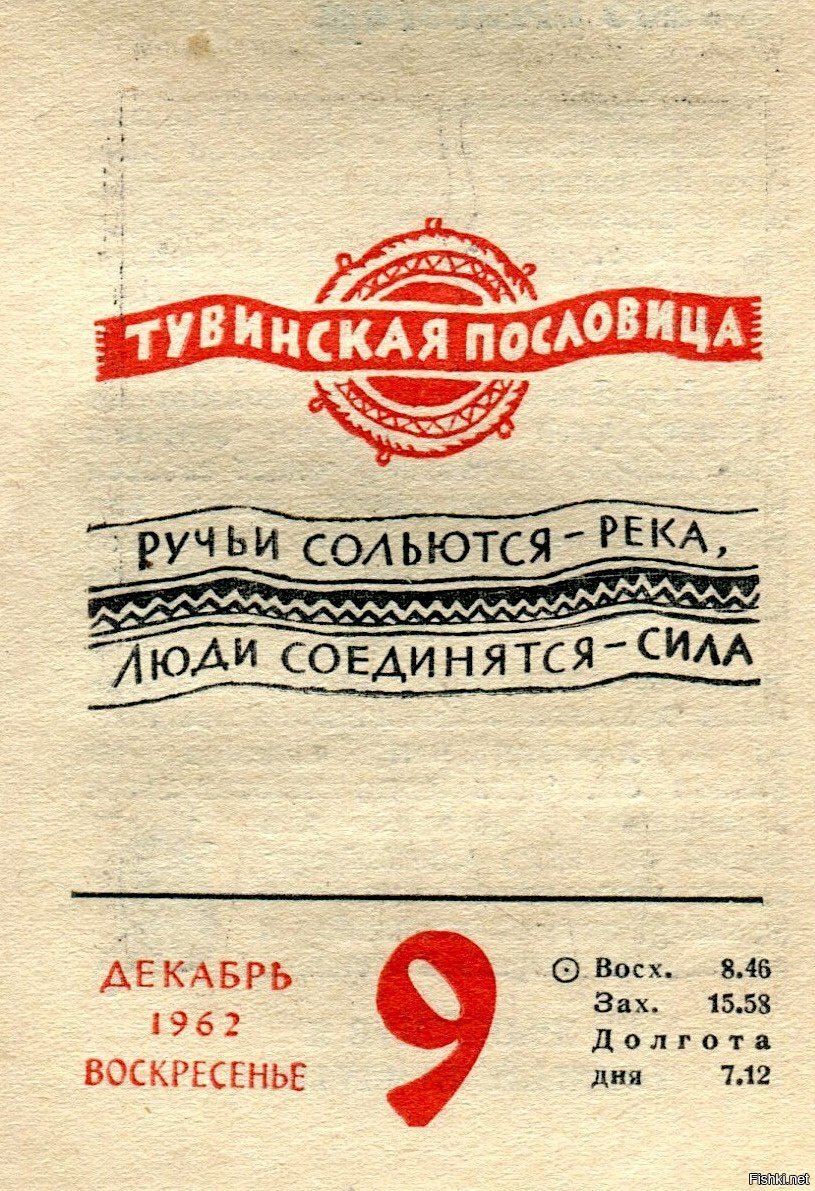 ТУВИНСКАЯ ПОСЛОВИЦА
РУЧЬИ СОЛЬЮТСЯ – РЕКА,
ЛЮДИ СОЕДИНЯТСЯ – СИЛА
ДЕКАБРЬ
1962
ВОСКРЕСЕНЬЕ
9
Восх. 8.46
Зах. 15.58
Долгота
дня 7.12
Fishki.net